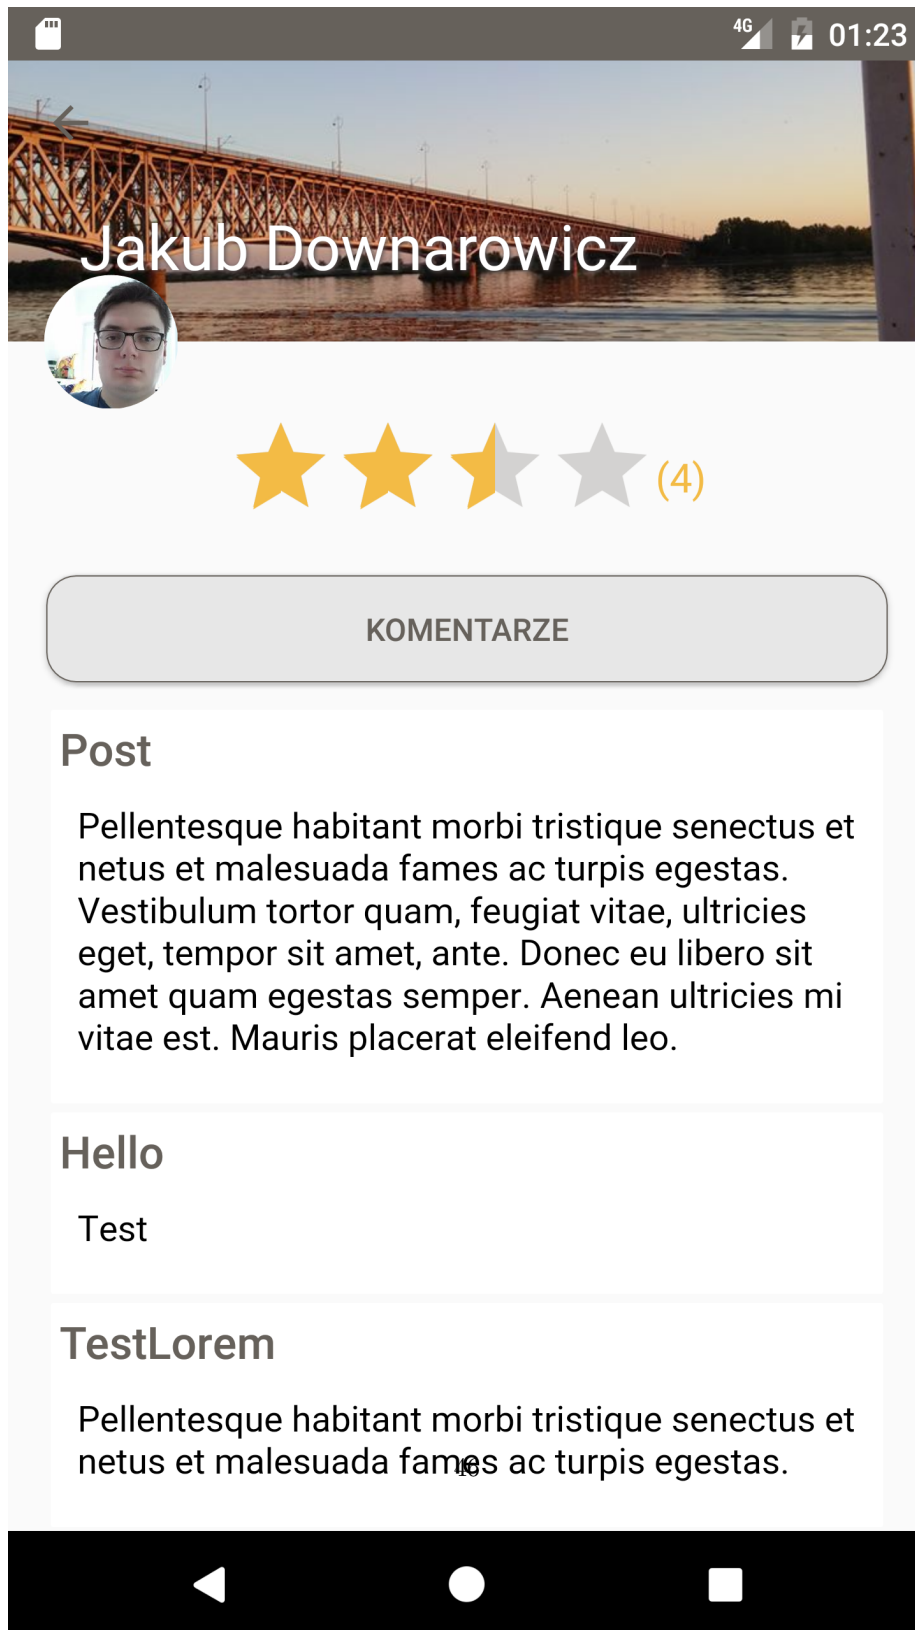 4G 01:23
Jakub Downarowicz
(4)
KOMENTARZE
Post
Pellentesque habitant morbi tristique senectus et
netus et malesuada fames ac turpis egestas.
Vestibulum tortor quam, feugiat vitae, ultricies
eget, tempor sit amet, ante. Donec eu libero sit
amet quam egestas semper. Aenean ultricies mi
vitae est. Mauris placerat eleifend leo.
Hello
Test
TestLorem
Pellentesque habitant morbi tristique senectus et
netus et malesuada fames ac turpis egestas.
46